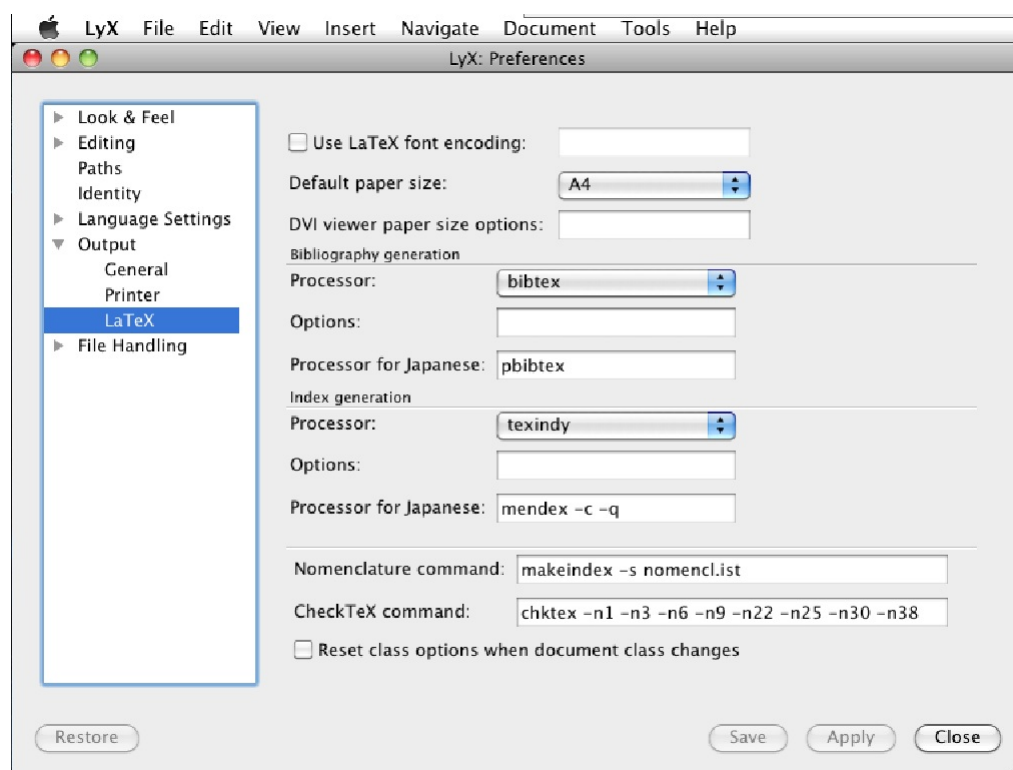 LyX File Edit View Insert Navigate Document Tools Help
LyX: Preferences
Look & Feel
Editing
Paths
Identity
Language Settings
Output
General
Printer
LaTeX
File Handling
Use LaTeX font encoding:
Default paper size: A4
DVI viewer paper size options:
Bibliography generation
Processor: bibtex
Options:
Processor for Japanese: pbibtex
Index generation
Processor: texindy
Options:
Processor for Japanese: mendex -c -q
Nomenclature command: makeindex -s nomencl.ist
CheckTeX command: chktex -n1 -n3 -n6 -n9 -n22 -n25 -n30 -n38
Reset class options when document class changes
Restore Save Apply Close